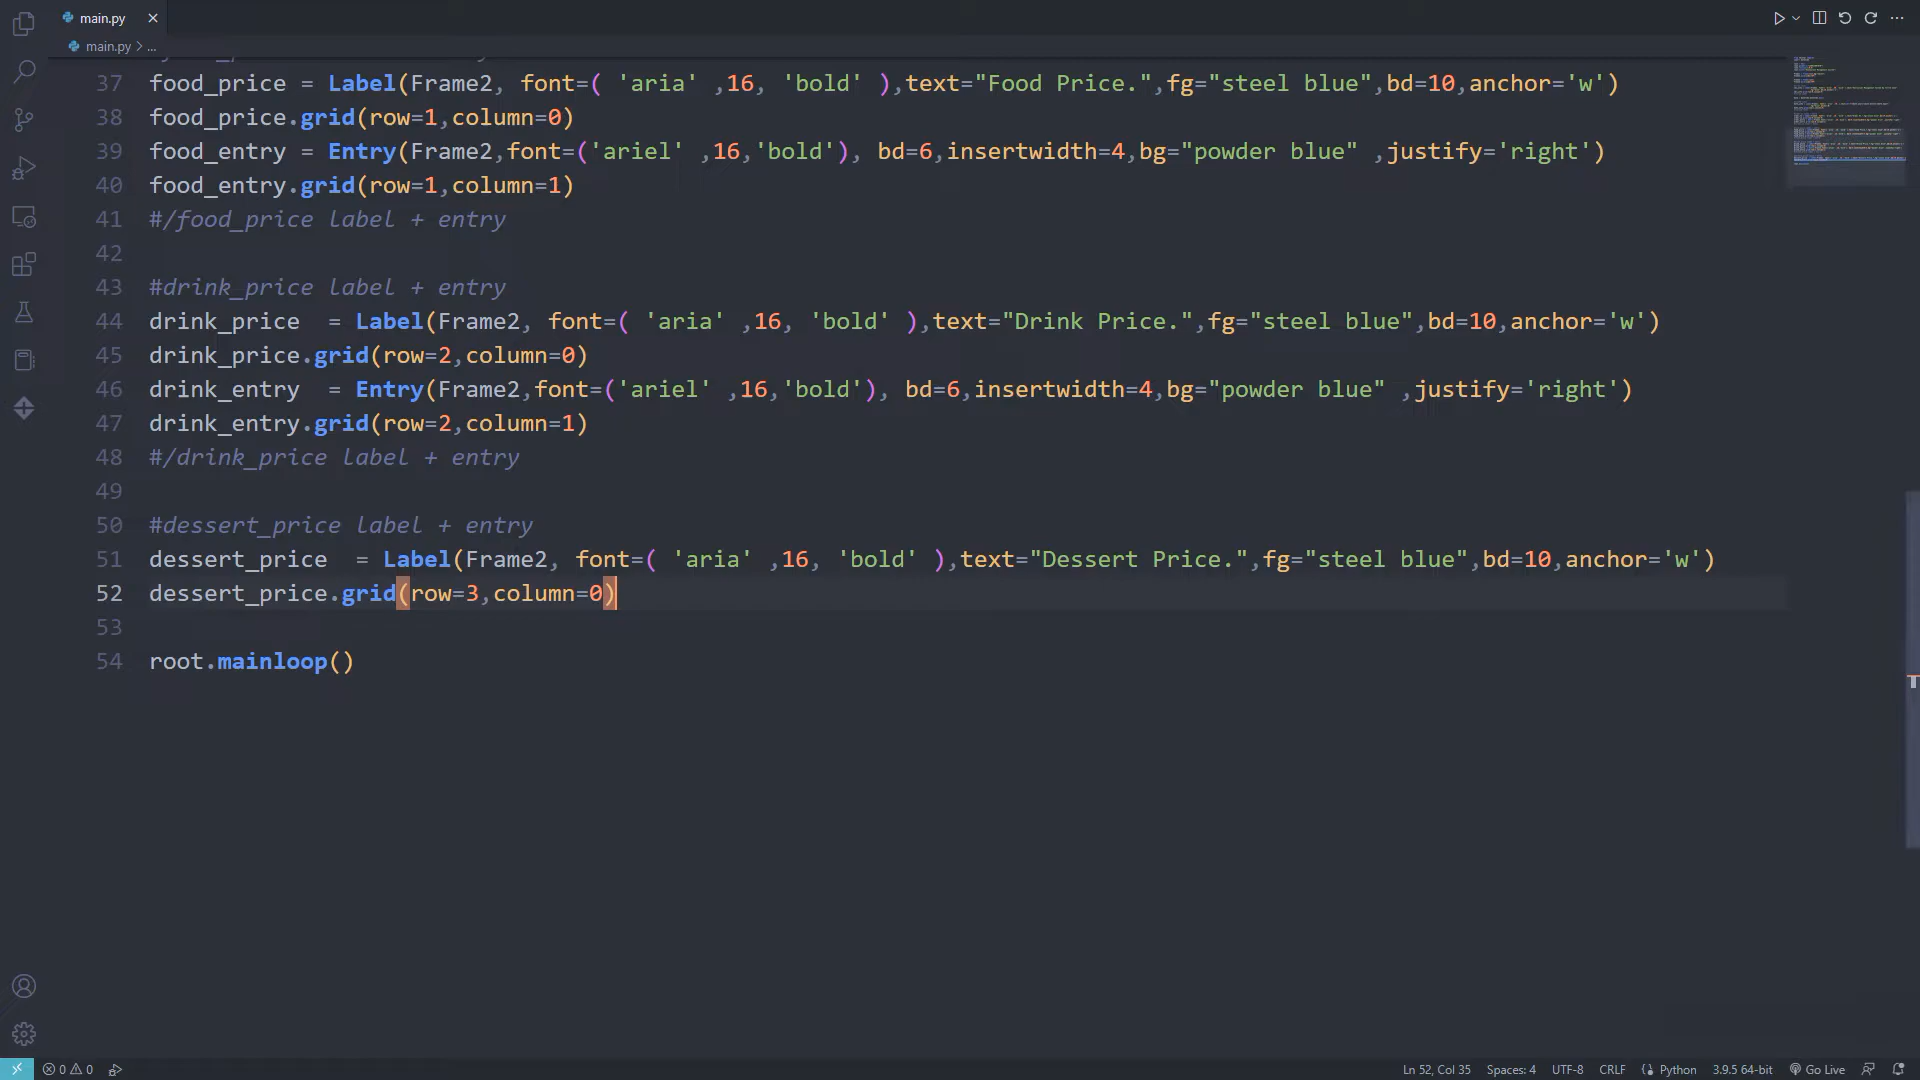 main.py
main.py > ...
37 food_price = Label(Frame2, font=( 'aria' ,16, 'bold' ),text="Food Price.",fg="steel blue",bd=10,anchor='w')
38 food_price.grid(row=1,column=0)
39 food_entry = Entry(Frame2,font=('ariel' ,16,'bold'), bd=6,insertwidth=4,bg="powder blue" ,justify='right')
40 food_entry.grid(row=1,column=1)
41 #/food_price label + entry
42
43 #drink_price label + entry
44 drink_price  = Label(Frame2, font=( 'aria' ,16, 'bold' ),text="Drink Price.",fg="steel blue",bd=10,anchor='w')
45 drink_price.grid(row=2,column=0)
46 drink_entry  = Entry(Frame2,font=('ariel' ,16,'bold'), bd=6,insertwidth=4,bg="powder blue" ,justify='right')
47 drink_entry.grid(row=2,column=1)
48 #/drink_price label + entry
49
50 #dessert_price label + entry
51 dessert_price  = Label(Frame2, font=( 'aria' ,16, 'bold' ),text="Dessert Price.",fg="steel blue",bd=10,anchor='w')
52 dessert_price.grid(row=3,column=0)
53
54 root.mainloop()
0 0 Ln 52, Col 35 Spaces: 4 UTF-8 CRLF Python 3.9.5 64-bit Go Live